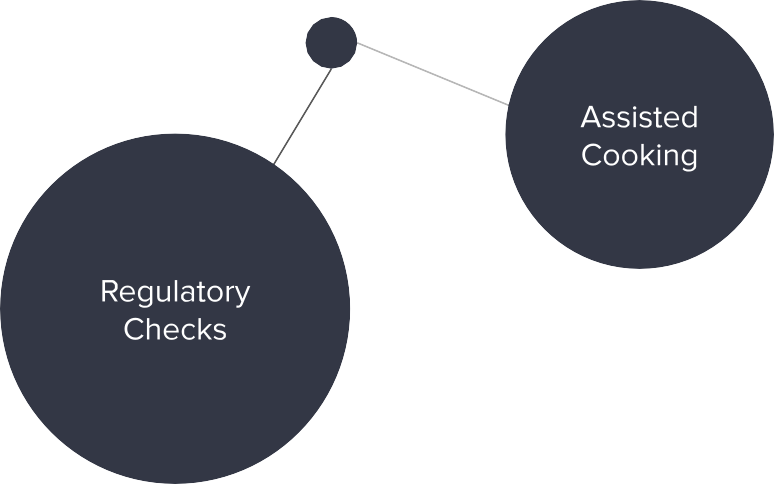 Assisted
Cooking
Regulatory
Checks